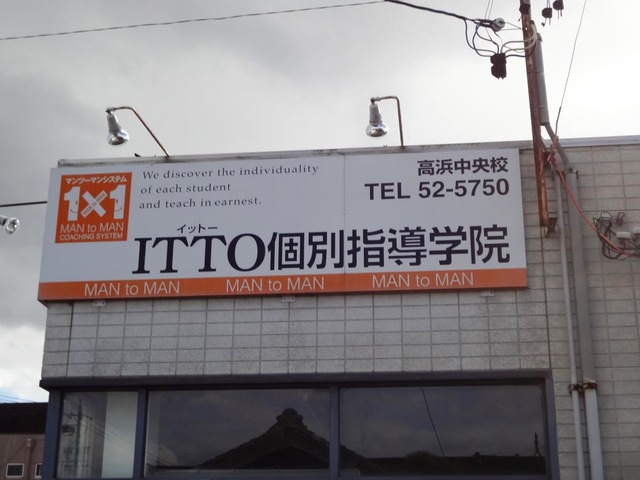 マンツーマンシステム
1×1
MAN to MAN
COACHING SYSTEM
We discover the individuality
of each student
and teach in earnest.
高浜中央校
TEL 52-5750
イットー
ITTO個別指導学院
MAN to MAN MAN to MAN MAN to MAN